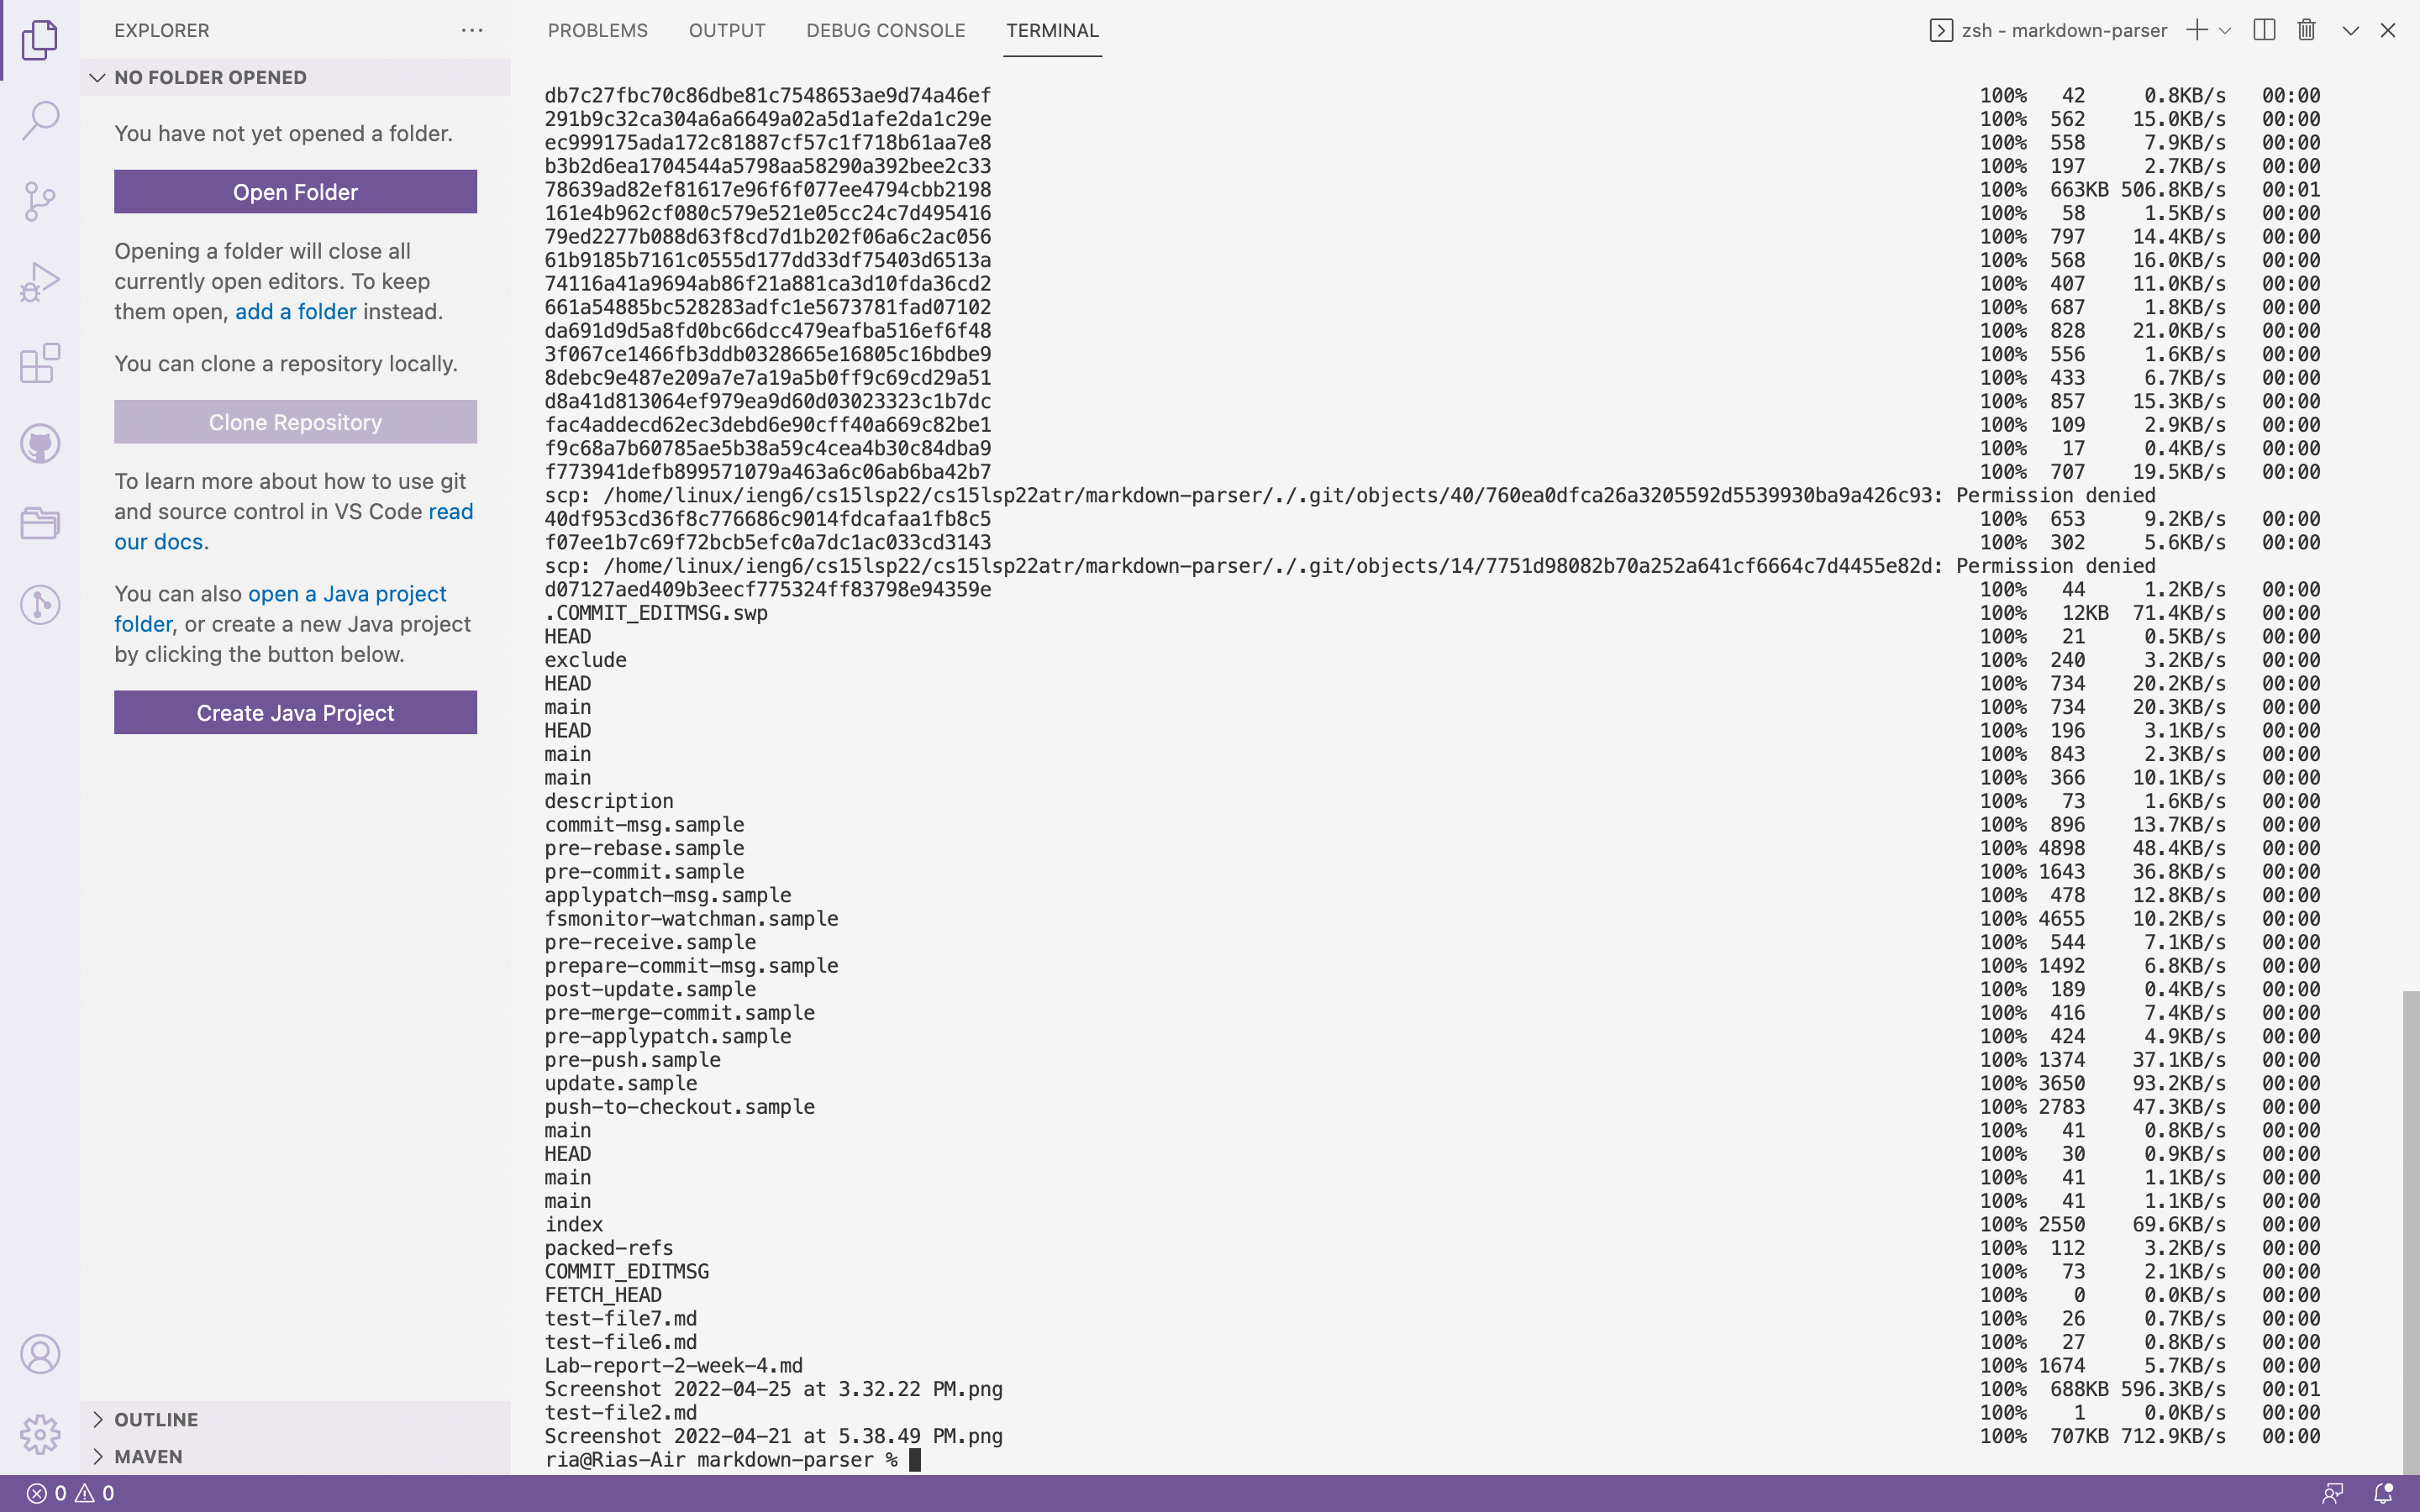 EXPLORER
NO FOLDER OPENED
You have not yet opened a folder.
Open Folder
Opening a folder will close all
currently open editors. To keep
them open, add a folder instead.
You can clone a repository locally.
Clone Repository
To learn more about how to use git
and source control in VS Code read
our docs.
You can also open a Java project
folder, or create a new Java project
by clicking the button below.
Create Java Project
OUTLINE
MAVEN
PROBLEMS OUTPUT DEBUG CONSOLE TERMINAL
zsh - markdown-parser
db7c27fbc70c86dbe81c7548653ae9d74a46ef 100% 42 0.8KB/s 00:00
291b9c32ca304a6a6649a02a5d1afe2da1c29e 100% 562 15.0KB/s 00:00
ec999175ada172c81887cf57c1f718b61aa7e8 100% 558 7.9KB/s 00:00
b3b2d6ea1704544a5798aa58290a392bee2c33 100% 197 2.7KB/s 00:00
78639ad82ef81617e96f6f077ee4794cbb2198 100% 663KB 506.8KB/s 00:01
161e4b962cf080c579e521e05cc24c7d495416 100% 58 1.5KB/s 00:00
79ed2277b088d63f8cd7d1b202f06a6c2ac056 100% 797 14.4KB/s 00:00
61b9185b7161c0555d177dd33df75403d6513a 100% 568 16.0KB/s 00:00
74116a41a9694ab86f21a881ca3d10fda36cd2 100% 407 11.0KB/s 00:00
661a54885bc528283adfc1e5673781fad07102 100% 687 1.8KB/s 00:00
da691d9d5a8fd0bc66dcc479eafba516ef6f48 100% 828 21.0KB/s 00:00
3f067ce1466fb3ddb0328665e16805c16bdbe9 100% 556 1.6KB/s 00:00
8debc9e487e209a7e7a19a5b0ff9c69cd29a51 100% 433 6.7KB/s 00:00
d8a41d813064ef979ea9d60d03023323c1b7dc 100% 857 15.3KB/s 00:00
fac4addecd62ec3debd6e90cff40a669c82be1 100% 109 2.9KB/s 00:00
f9c68a7b60785ae5b38a59c4cea4b30c84dba9 100% 17 0.4KB/s 00:00
f773941defb899571079a463a6c06ab6ba42b7 100% 707 19.5KB/s 00:00
scp: /home/linux/ieng6/cs15lsp22/cs15lsp22atr/markdown-parser/./.git/objects/40/760ea0dfca26a3205592d5539930ba9a426c93: Permission denied
40df953cd36f8c776686c9014fdcafaa1fb8c5 100% 653 9.2KB/s 00:00
f07ee1b7c69f72bcb5efc0a7dc1ac033cd3143 100% 302 5.6KB/s 00:00
scp: /home/linux/ieng6/cs15lsp22/cs15lsp22atr/markdown-parser/./.git/objects/14/7751d98082b70a252a641cf6664c7d4455e82d: Permission denied
d07127aed409b3eecf775324ff83798e94359e 100% 44 1.2KB/s 00:00
.COMMIT_EDITMSG.swp 100% 12KB 71.4KB/s 00:00
HEAD 100% 21 0.5KB/s 00:00
exclude 100% 240 3.2KB/s 00:00
HEAD 100% 734 20.2KB/s 00:00
main 100% 734 20.3KB/s 00:00
HEAD 100% 196 3.1KB/s 00:00
main 100% 843 2.3KB/s 00:00
main 100% 366 10.1KB/s 00:00
description 100% 73 1.6KB/s 00:00
commit-msg.sample 100% 896 13.7KB/s 00:00
pre-rebase.sample 100% 4898 48.4KB/s 00:00
pre-commit.sample 100% 1643 36.8KB/s 00:00
applypatch-msg.sample 100% 478 12.8KB/s 00:00
fsmonitor-watchman.sample 100% 4655 10.2KB/s 00:00
pre-receive.sample 100% 544 7.1KB/s 00:00
prepare-commit-msg.sample 100% 1492 6.8KB/s 00:00
post-update.sample 100% 189 0.4KB/s 00:00
pre-merge-commit.sample 100% 416 7.4KB/s 00:00
pre-applypatch.sample 100% 424 4.9KB/s 00:00
pre-push.sample 100% 1374 37.1KB/s 00:00
update.sample 100% 3650 93.2KB/s 00:00
push-to-checkout.sample 100% 2783 47.3KB/s 00:00
main 100% 41 0.8KB/s 00:00
HEAD 100% 30 0.9KB/s 00:00
main 100% 41 1.1KB/s 00:00
main 100% 41 1.1KB/s 00:00
index 100% 2550 69.6KB/s 00:00
packed-refs 100% 112 3.2KB/s 00:00
COMMIT_EDITMSG 100% 73 2.1KB/s 00:00
FETCH_HEAD 100% 0 0.0KB/s 00:00
test-file7.md 100% 26 0.7KB/s 00:00
test-file6.md 100% 27 0.8KB/s 00:00
Lab-report-2-week-4.md 100% 1674 5.7KB/s 00:00
Screenshot 2022-04-25 at 3.32.22 PM.png 100% 688KB 596.3KB/s 00:01
test-file2.md 100% 1 0.0KB/s 00:00
Screenshot 2022-04-21 at 5.38.49 PM.png 100% 707KB 712.9KB/s 00:00
ria@Rias-Air markdown-parser %
0 0